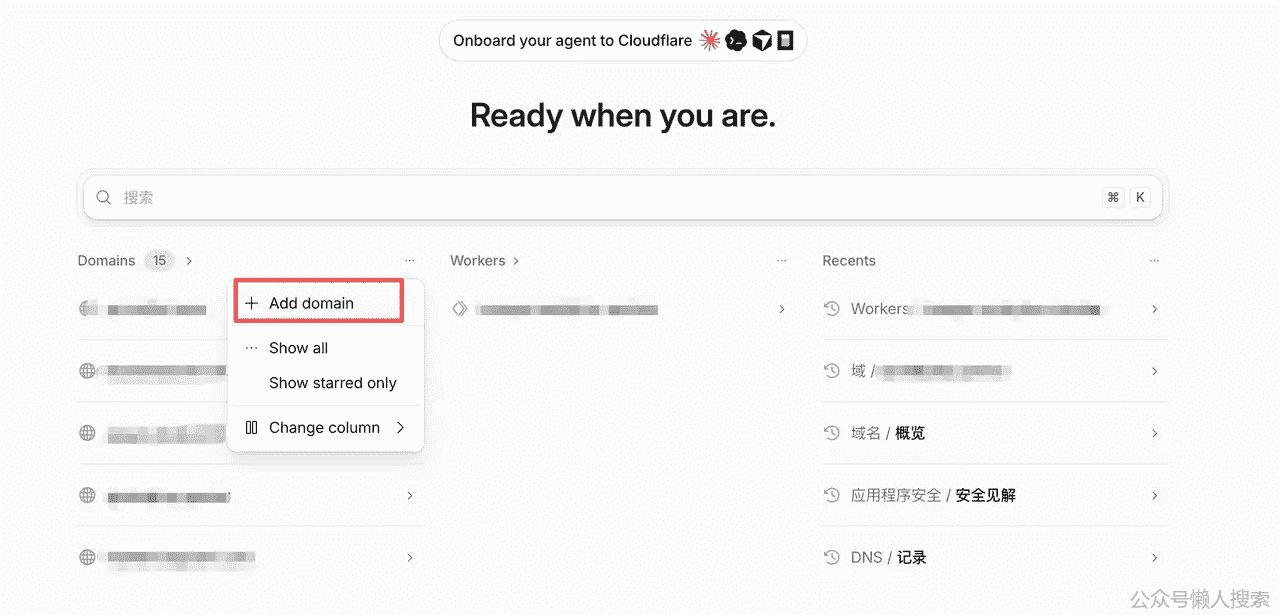 Onboard your agent to Cloudflare
Ready when you are.
搜索
⌘ K
Domains 15
Workers
Recents
Add domain
Show all
Show starred only
Change column
Workers
域 /
域名 / 概览
应用程序安全 / 安全见解
DNS / 记录
公众号懒人搜索